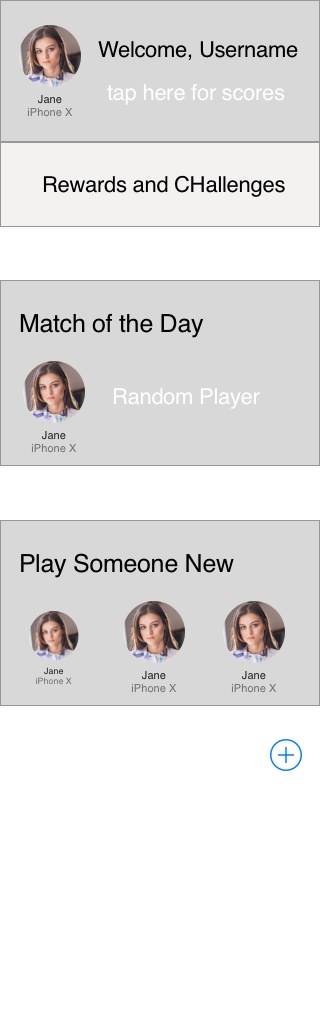 Welcome, Username
tap here for scores
Jane
iPhone X
Rewards and CHallenges
Match of the Day
Random Player
Jane
iPhone X
Play Someone New
Jane
iPhone X
Jane
iPhone X
Jane
iPhone X